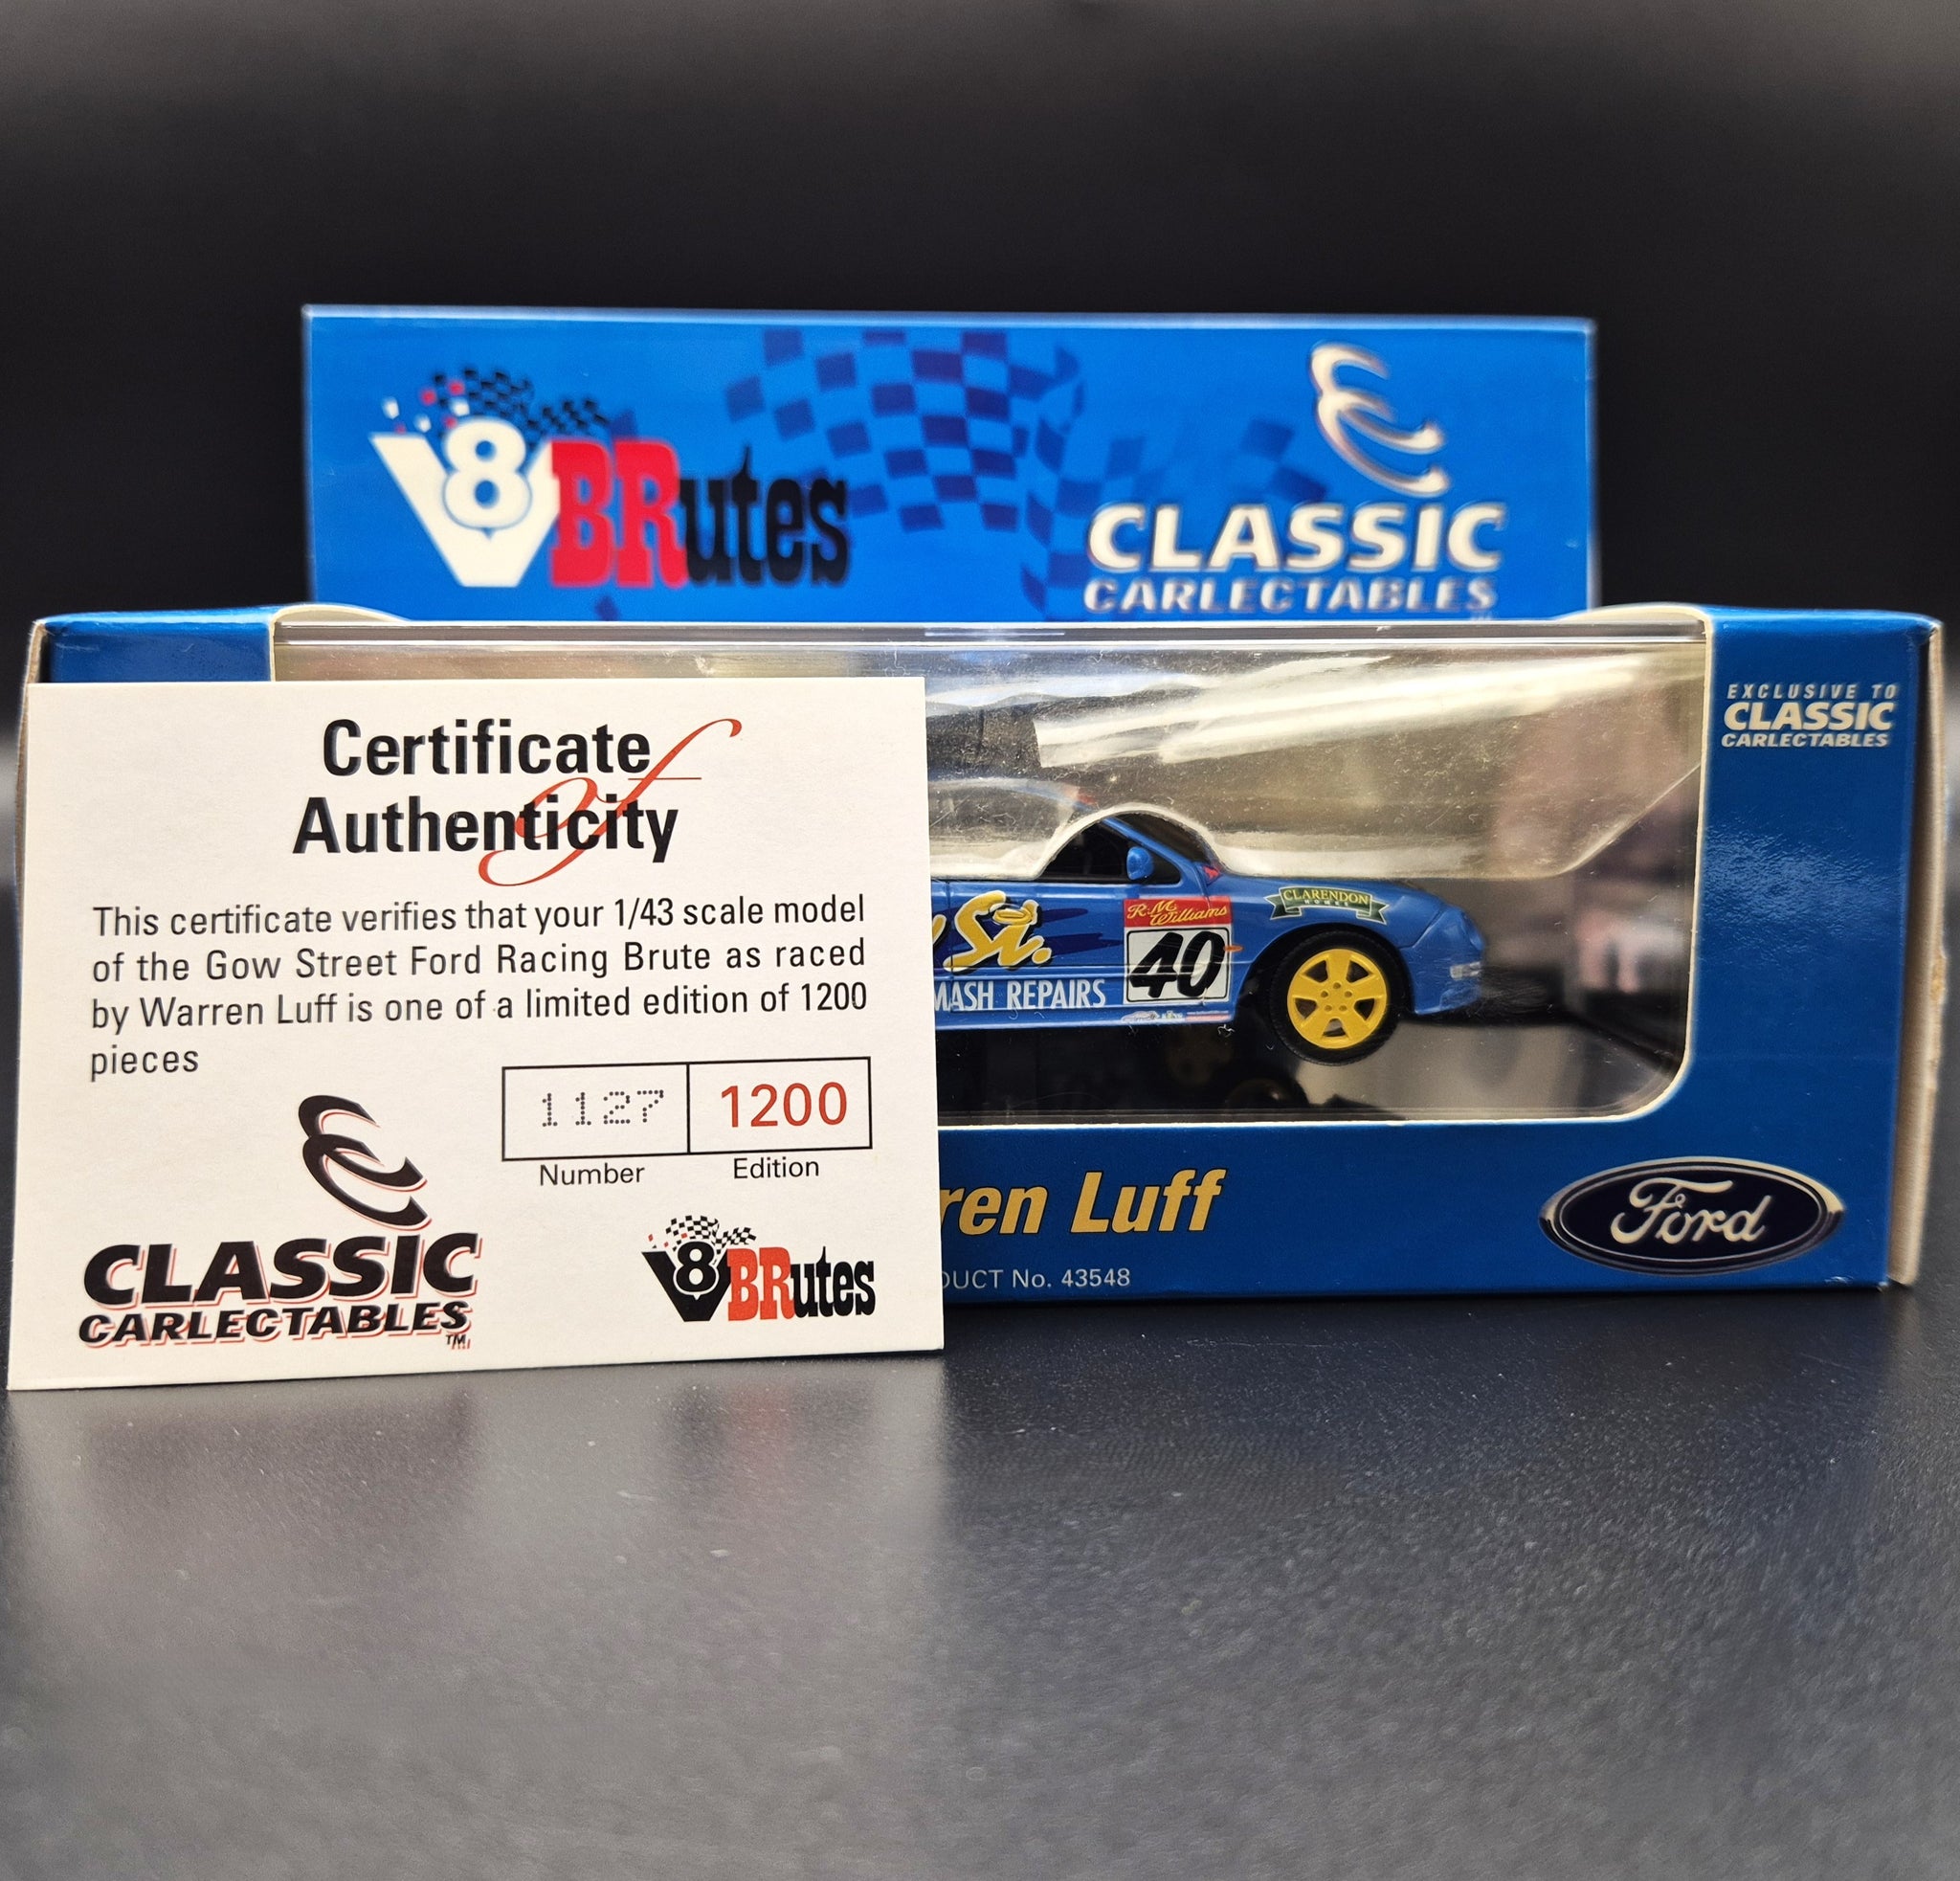 V8 BRutes
CLASSIC
CARLECTABLES
EXCLUSIVE TO
CLASSIC
CARLECTABLES
Certificate
of
Authenticity
This certificate verifies that your 1/43 scale model
of the Gow Street Ford Racing Brute as raced
by Warren Luff is one of a limited edition of 1200
pieces
1127 1200
Number Edition
CLASSIC
CARLECTABLES
TM
V8 BRutes
St.
MASH REPAIRS
R.M.
Williams
40
CLARENDON
HOMES
ren Luff
DUCT No. 43548
Ford